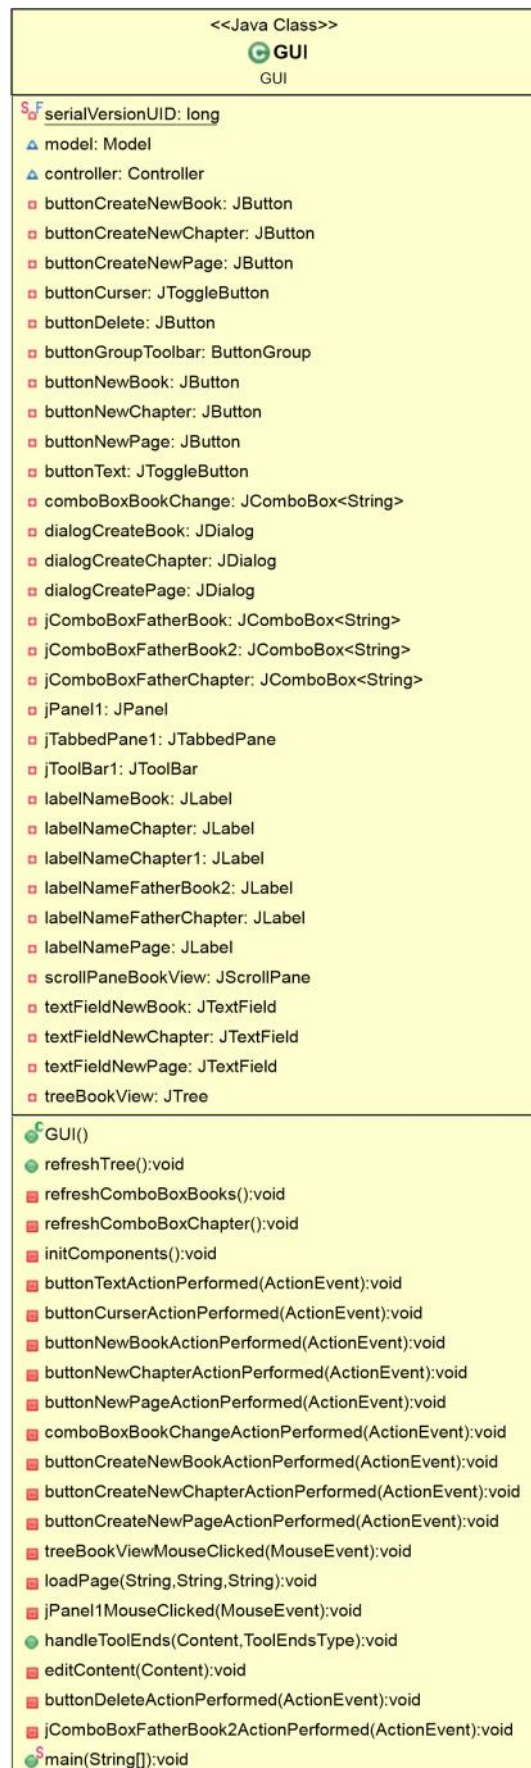 <<Java Class>>
GUI
GUI
serialVersionUID: long
model: Model
controller: Controller
buttonCreateNewBook: JButton
buttonCreateNewChapter: JButton
buttonCreateNewPage: JButton
buttonCurser: JToggleButton
buttonDelete: JButton
buttonGroupToolbar: ButtonGroup
buttonNewBook: JButton
buttonNewChapter: JButton
buttonNewPage: JButton
buttonText: JToggleButton
comboBoxBookChange: JComboBox<String>
dialogCreateBook: JDialog
dialogCreateChapter: JDialog
dialogCreatePage: JDialog
jComboBoxFatherBook: JComboBox<String>
jComboBoxFatherBook2: JComboBox<String>
jComboBoxFatherChapter: JComboBox<String>
jPanel1: JPanel
jTabbedPane1: JTabbedPane
jToolBar1: JToolBar
labelNameBook: JLabel
labelNameChapter: JLabel
labelNameChapter1: JLabel
labelNameFatherBook2: JLabel
labelNameFatherChapter: JLabel
labelNamePage: JLabel
scrollPaneBookView: JScrollPane
textFieldNewBook: JTextField
textFieldNewChapter: JTextField
textFieldNewPage: JTextField
treeBookView: JTree
GUI()
refreshTree():void
refreshComboBoxBooks():void
refreshComboBoxChapter():void
initComponents():void
buttonTextActionPerformed(ActionEvent):void
buttonCurserActionPerformed(ActionEvent):void
buttonNewBookActionPerformed(ActionEvent):void
buttonNewChapterActionPerformed(ActionEvent):void
buttonNewPageActionPerformed(ActionEvent):void
comboBoxBookChangeActionPerformed(ActionEvent):void
buttonCreateNewBookActionPerformed(ActionEvent):void
buttonCreateNewChapterActionPerformed(ActionEvent):void
buttonCreateNewPageActionPerformed(ActionEvent):void
treeBookViewMouseClicked(MouseEvent):void
loadPage(String,String,String):void
jPanel1MouseClicked(MouseEvent):void
handleToolEnds(Content,ToolEndsType):void
editContent(Content):void
buttonDeleteActionPerformed(ActionEvent):void
jComboBoxFatherBook2ActionPerformed(ActionEvent):void
main(String[]):void